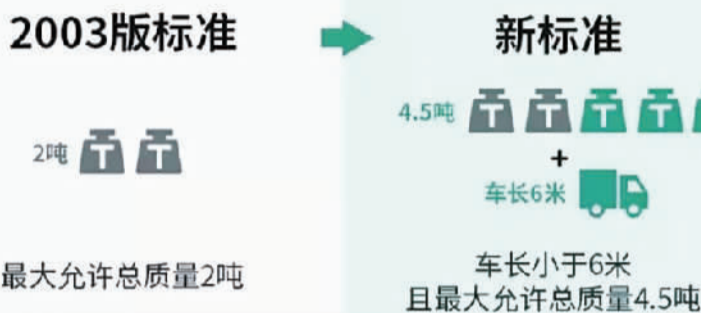 2003版标准
新标准
2吨 T T
4.5吨 T T T T
+
车长6米
最大允许总质量2吨
车长小于6米
且最大允许总质量4.5吨